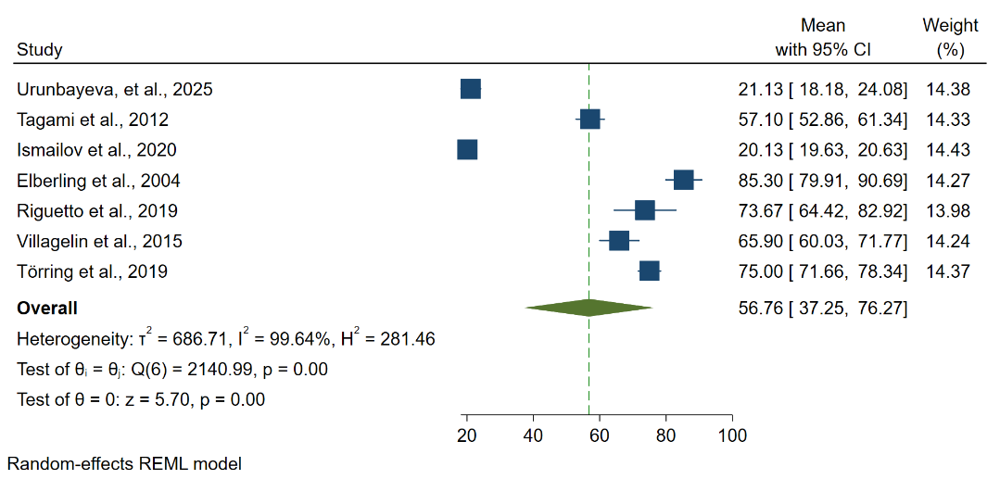 Mean Weight
Study with 95% CI (%)
Urunbayeva, et al., 2025 21.13 [ 18.18, 24.08] 14.38
Tagami et al., 2012 57.10 [ 52.86, 61.34] 14.33
Ismailov et al., 2020 20.13 [ 19.63, 20.63] 14.43
Elberling et al., 2004 85.30 [ 79.91, 90.69] 14.27
Riguetto et al., 2019 73.67 [ 64.42, 82.92] 13.98
Villagelin et al., 2015 65.90 [ 60.03, 71.77] 14.24
Törring et al., 2019 75.00 [ 71.66, 78.34] 14.37
Overall 56.76 [ 37.25, 76.27]
Heterogeneity: τ² = 686.71, I² = 99.64%, H² = 281.46
Test of θᵢ = θⱼ: Q(6) = 2140.99, p = 0.00
Test of θ = 0: z = 5.70, p = 0.00
20 40 60 80 100
Random-effects REML model